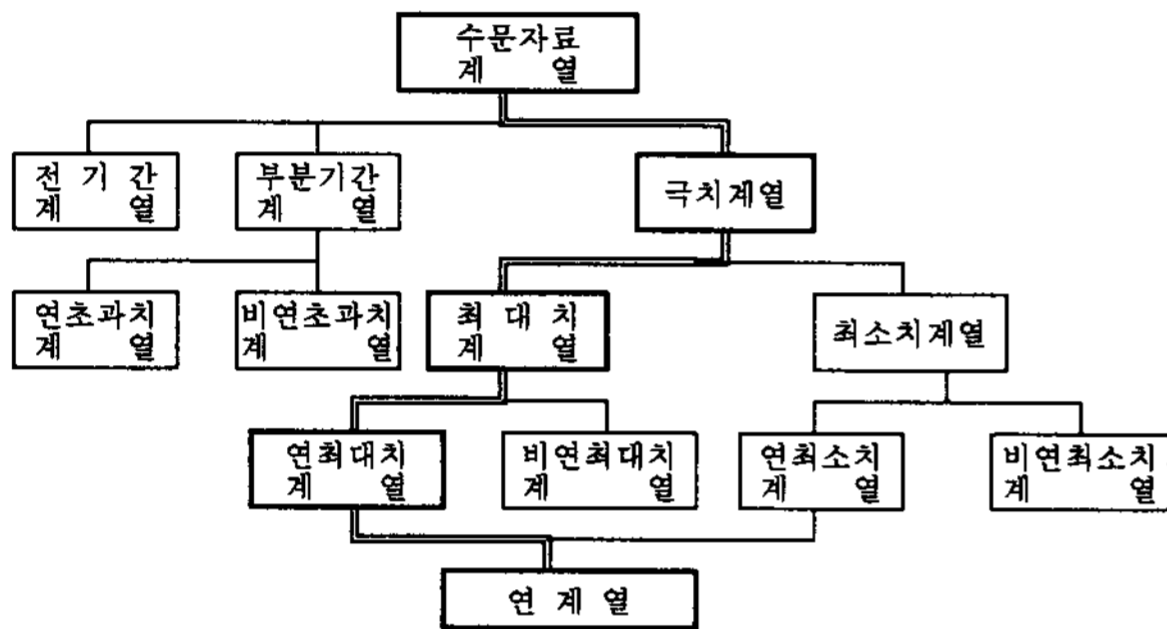 수문자료
계 열
전 기 간
계 열
부분기간
계 열
극치계열
연초과치
계 열
비연초과치
계 열
최 대 치
계 열
최소치계열
연최대치
계 열
비연최대치
계 열
연최소치
계 열
비연최소치
계 열
연 계 열